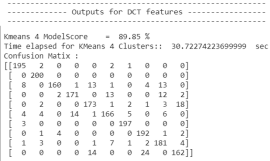 --------------------------------------------------------
------------- Outputs for DCT features -----------------
--------------------------------------------------------
Kmeans 4 ModelScore = 89.85 %
Time elapsed for KMeans 4 Clusters:: 30.72274223699999 sec
Confusion Matix :
[[195 2 0 0 0 2 1 0 0 0]
[ 0 200 0 0 0 0 0 0 0 0]
[ 8 0 160 1 13 1 0 4 13 0]
[ 0 0 2 171 0 13 0 0 12 2]
[ 0 2 0 0 173 1 2 1 3 18]
[ 4 4 0 14 1 166 5 0 6 0]
[ 0 3 0 0 0 0 197 0 0 0]
[ 0 1 4 0 0 0 0 192 1 2]
[ 1 3 0 0 1 7 1 2 181 4]
[ 0 0 0 0 14 0 0 24 0 162]]